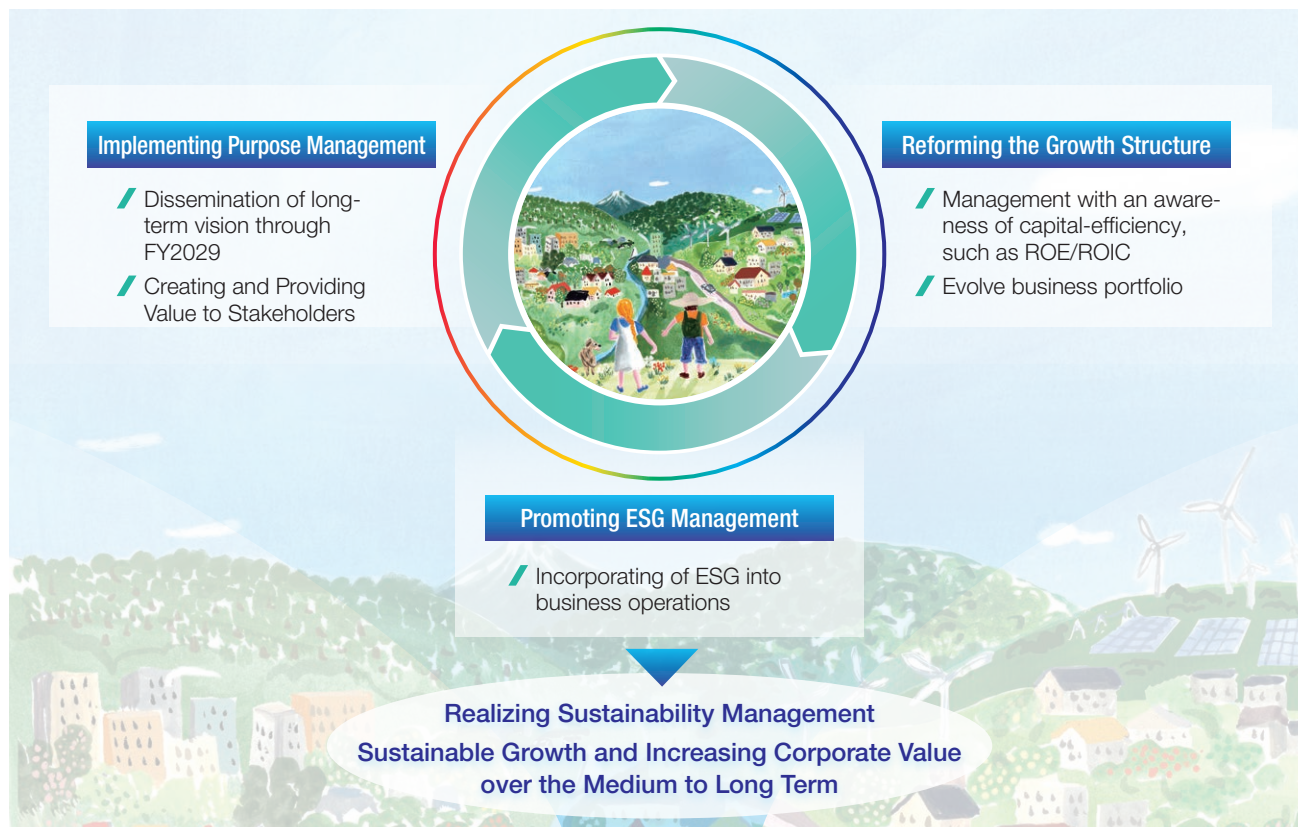 Implementing Purpose Management
Dissemination of long-
term vision through
FY2029
Creating and Providing
Value to Stakeholders
Reforming the Growth Structure
Management with an aware-
ness of capital-efficiency,
such as ROE/ROIC
Evolve business portfolio
Promoting ESG Management
Incorporating of ESG into
business operations
Realizing Sustainability Management
Sustainable Growth and Increasing Corporate Value
over the Medium to Long Term